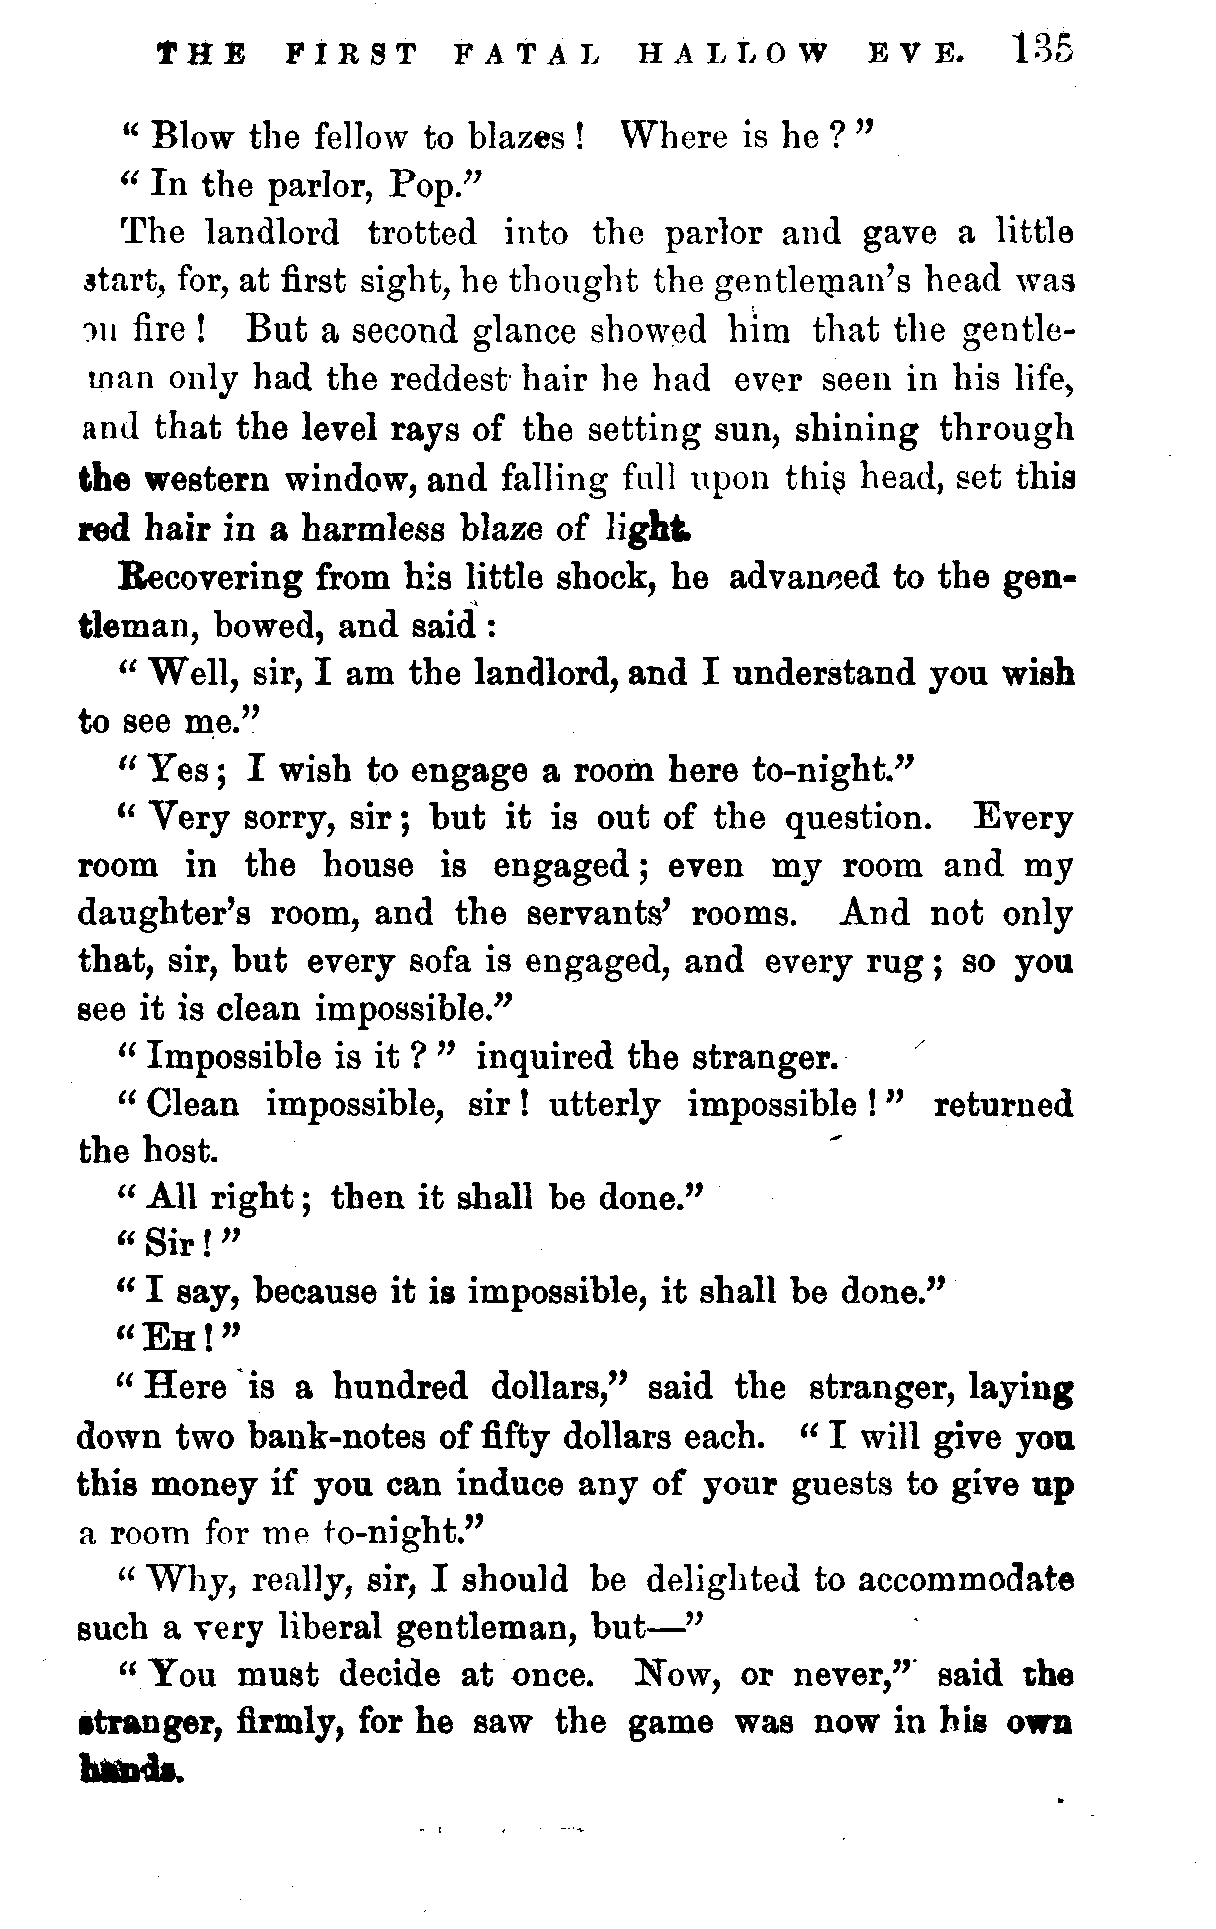 THE FIRST FATAL HALLOW EVE. 135
“ Blow the fellow to blazes ! Where is he ? ”
“ In the parlor, Pop.”
The landlord trotted into the parlor and gave a little
start, for, at first sight, he thought the gentleman’s head was
on fire ! But a second glance showed him that the gentle-
man only had the reddest hair he had ever seen in his life,
and that the level rays of the setting sun, shining through
the western window, and falling full upon this head, set this
red hair in a harmless blaze of light.
Recovering from his little shock, he advanced to the gen-
tleman, bowed, and said :
“ Well, sir, I am the landlord, and I understand you wish
to see me.”
“ Yes ; I wish to engage a room here to-night.”
“ Very sorry, sir ; but it is out of the question. Every
room in the house is engaged ; even my room and my
daughter’s room, and the servants’ rooms. And not only
that, sir, but every sofa is engaged, and every rug ; so you
see it is clean impossible.”
“ Impossible is it ? ” inquired the stranger.
“ Clean impossible, sir ! utterly impossible ! ” returned
the host.
“ All right ; then it shall be done.”
“ Sir ! ”
“ I say, because it is impossible, it shall be done.”
“ EH ! ”
“ Here is a hundred dollars,” said the stranger, laying
down two bank-notes of fifty dollars each. “ I will give you
this money if you can induce any of your guests to give up
a room for me to-night.”
“ Why, really, sir, I should be delighted to accommodate
such a very liberal gentleman, but—”
“ You must decide at once. Now, or never,” said the
stranger, firmly, for he saw the game was now in his own
hands.